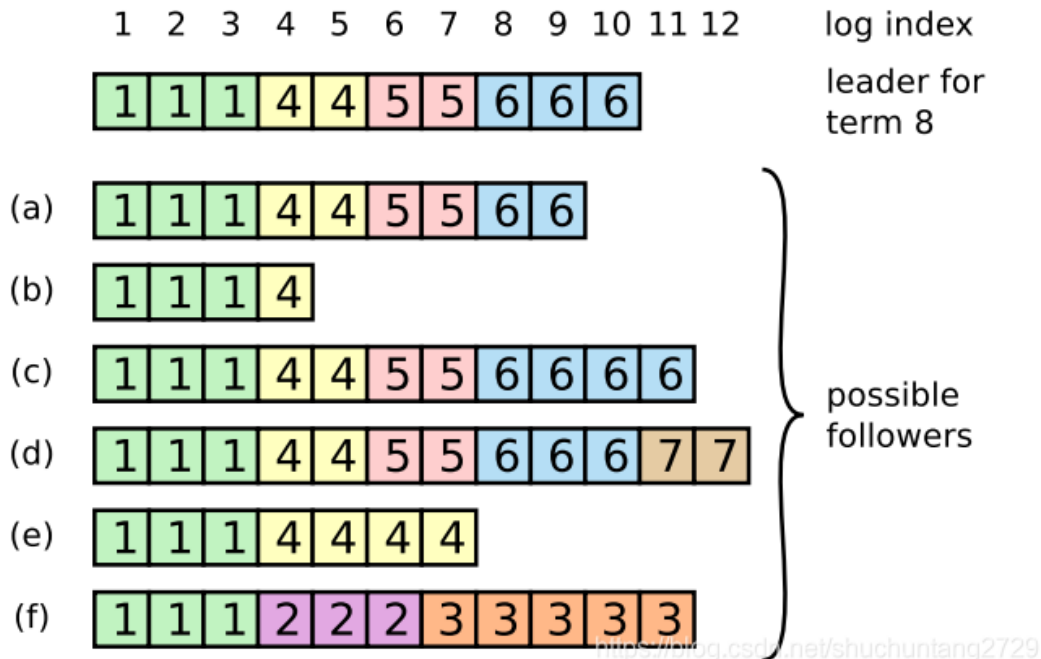 1 2 3 4 5 6 7 8 9 10 11 12 log index
1 1 1 4 4 5 5 6 6 6 leader for
term 8
(a) 1 1 1 4 4 5 5 6 6
(b) 1 1 1 4
(c) 1 1 1 4 4 5 5 6 6 6 6
(d) 1 1 1 4 4 5 5 6 6 6 7 7
possible
followers
(e) 1 1 1 4 4 4 4
(f) 1 1 1 2 2 2 3 3 3 3 3
https://blog.csdn.net/shuchuntang2729